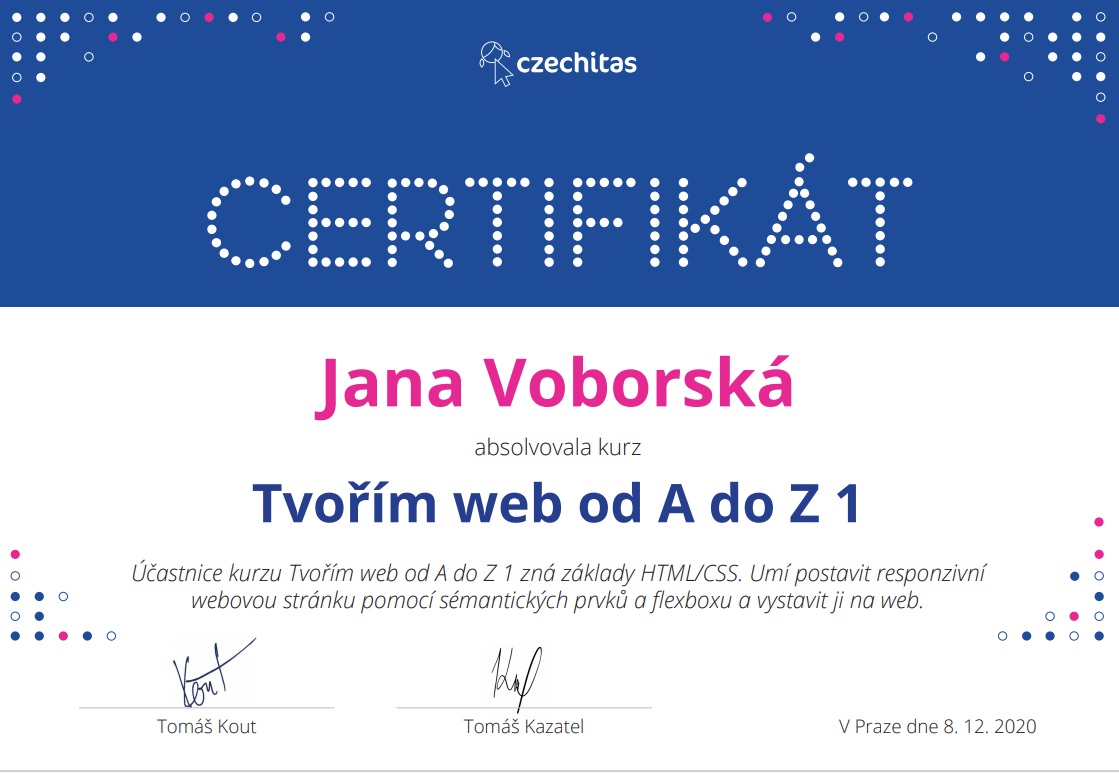 czechitas
CERTIFIKÁT
Jana Voborská
absolvovala kurz
Tvořím web od A do Z 1
Účastnice kurzu Tvořím web od A do Z 1 zná základy HTML/CSS. Umí postavit responzivní
webovou stránku pomocí sémantických prvků a flexboxu a vystavit ji na web.
Kout
Tomáš Kout
Tomáš Kazatel
V Praze dne 8. 12. 2020